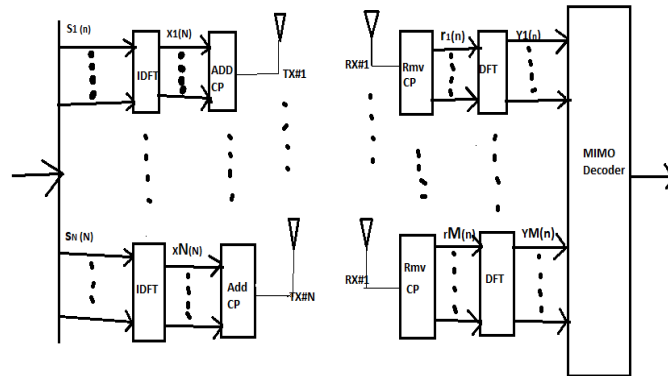 S1 (n)
IDFT
X1(N)
ADD
CP
TX#1
RX#1
Rmv
CP
r1(n)
DFT
Y1(n)
MIMO
Decoder
SN (N)
IDFT
XN(N)
Add
CP
TX#N
RX#1
Rmv
CP
rM(n)
DFT
YM(n)